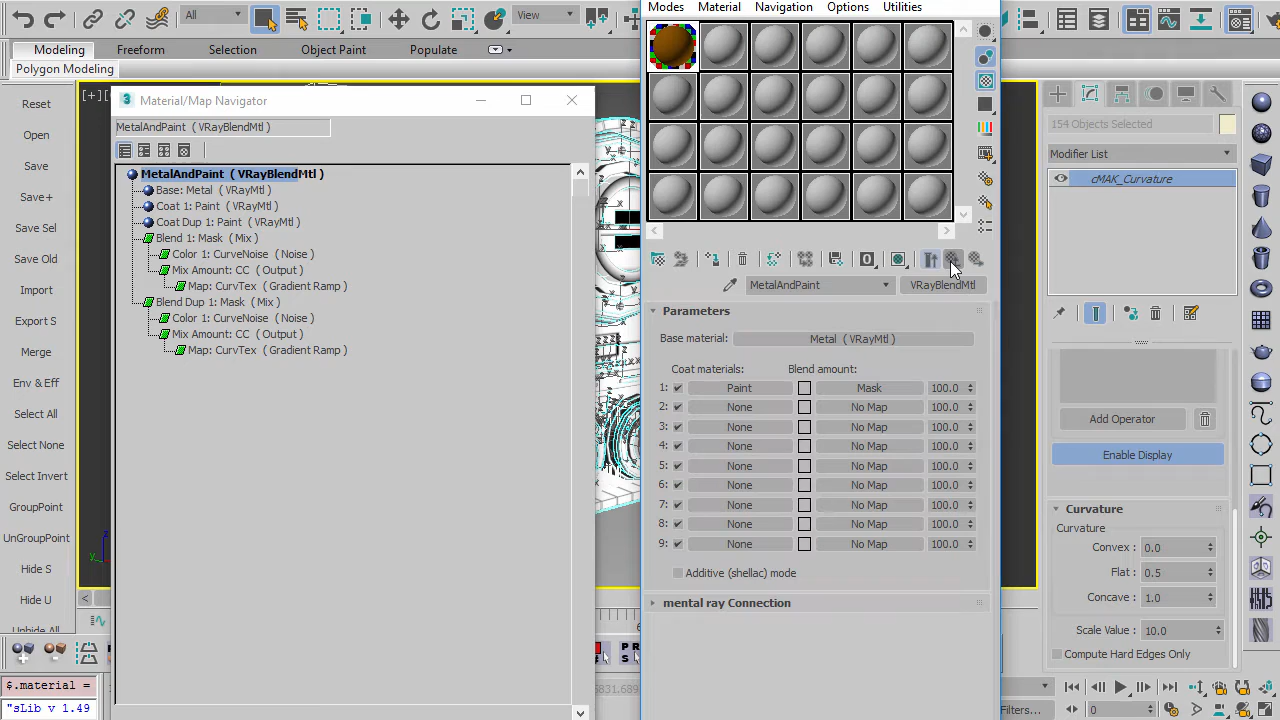 Modes Material Navigation Options Utilities
All
View
Modeling Freeform Selection Object Paint Populate
Polygon Modeling
Reset
Open
Save
Save+
Save Sel
Save Old
Import
Export S
Merge
Env & Eff
Select All
Select None
Select Invert
GroupPoint
UnGroupPoint
Hide S
Hide U
Hide All
[+]
Material/Map Navigator
MetalAndPaint ( VRayBlendMtl )
MetalAndPaint ( VRayBlendMtl )
Base: Metal ( VRayMtl )
Coat 1: Paint ( VRayMtl )
Coat Dup 1: Paint ( VRayMtl )
Blend 1: Mask ( Mix )
Color 1: CurveNoise ( Noise )
Mix Amount: CC ( Output )
Map: CurvTex ( Gradient Ramp )
Blend Dup 1: Mask ( Mix )
Color 1: CurveNoise ( Noise )
Mix Amount: CC ( Output )
Map: CurvTex ( Gradient Ramp )
MetalAndPaint VRayBlendMtl
Parameters
Base material: Metal ( VRayMtl )
Coat materials: Blend amount:
1: Paint Mask 100.0
2: None No Map 100.0
3: None No Map 100.0
4: None No Map 100.0
5: None No Map 100.0
6: None No Map 100.0
7: None No Map 100.0
8: None No Map 100.0
9: None No Map 100.0
Additive (shellac) mode
mental ray Connection
154 Objects Selected
Modifier List
cMAK_Curvature
Add Operator
Enable Display
Curvature
Curvature
Convex : 0.0
Flat : 0.5
Concave : 1.0
Scale Value : 10.0
Compute Hard Edges Only
$.material =
"sLib v 1.49
P R
S
6831.689
Filters...
0